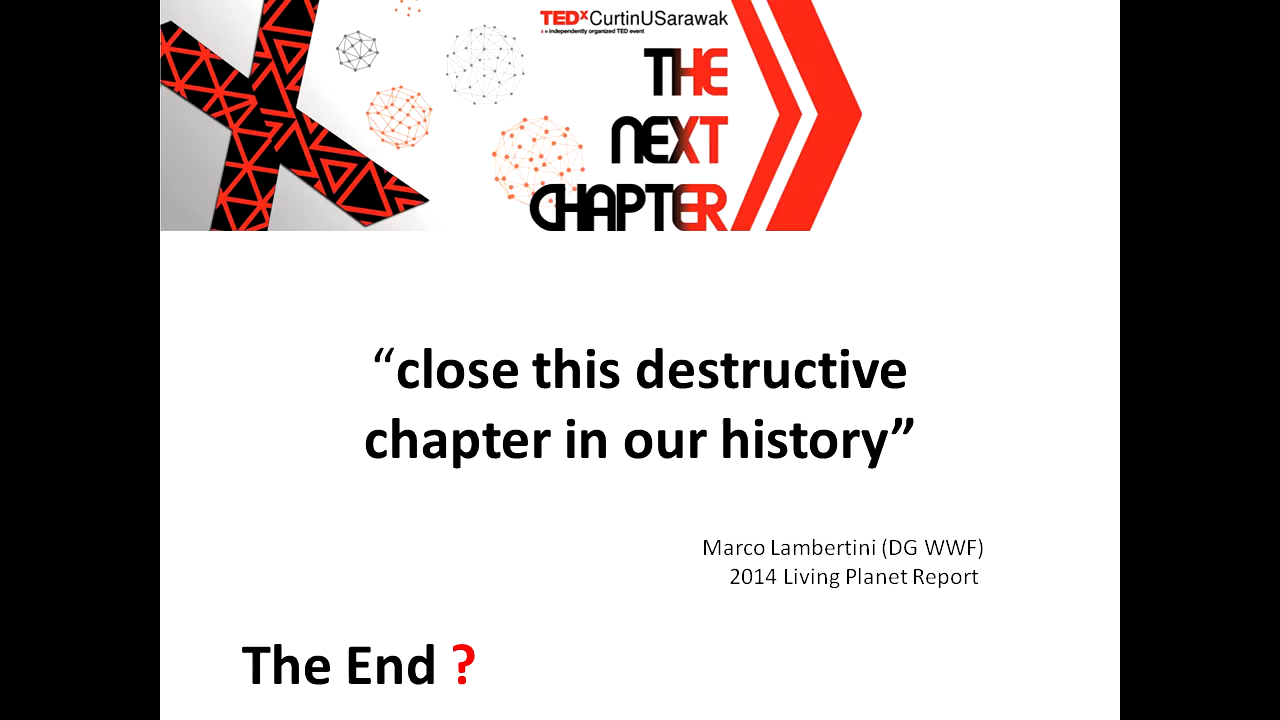 TEDxCurtinUSarawak
x = independently organized TED event
THE
NEXT
CHAPTER
“close this destructive
chapter in our history”
Marco Lambertini (DG WWF)
2014 Living Planet Report
The End ?